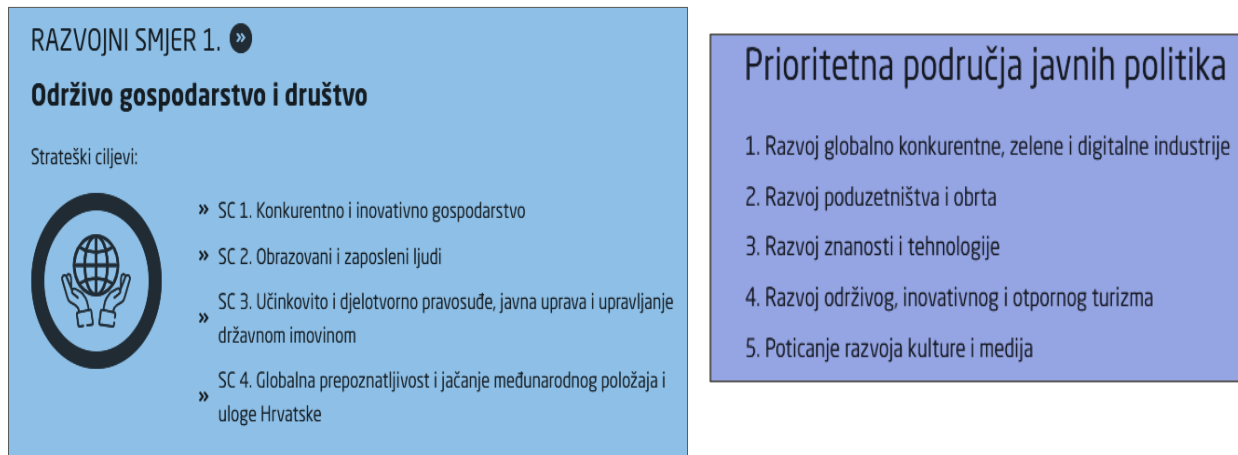 RAZVOJNI SMJER 1. »
Održivo gospodarstvo i društvo
Strateški ciljevi:
» SC 1. Konkurentno i inovativno gospodarstvo
» SC 2. Obrazovani i zaposleni ljudi
» SC 3. Učinkovito i djelotvorno pravosuđe, javna uprava i upravljanje
državnom imovinom
» SC 4. Globalna prepoznatljivost i jačanje međunarodnog položaja i
uloge Hrvatske
Prioritetna područja javnih politika
1. Razvoj globalno konkurentne, zelene i digitalne industrije
2. Razvoj poduzetništva i obrta
3. Razvoj znanosti i tehnologije
4. Razvoj održivog, inovativnog i otpornog turizma
5. Poticanje razvoja kulture i medija